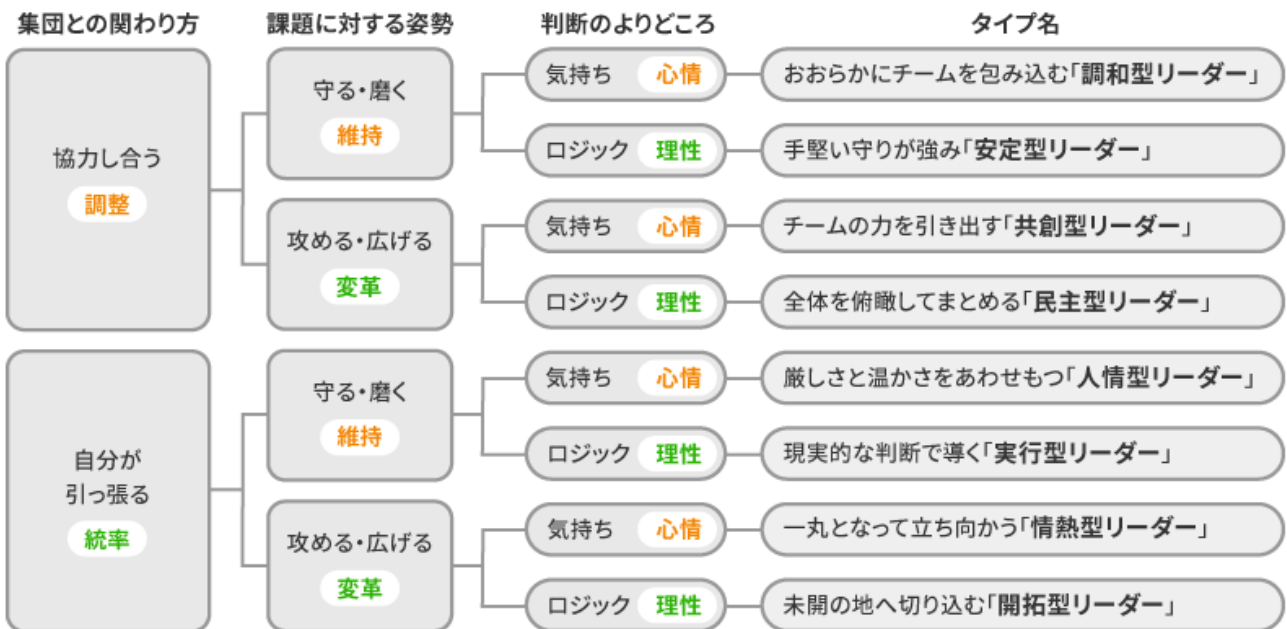 集団との関わり方 課題に対する姿勢 判断のよりどころ タイプ名
協力し合う
調整
守る・磨く
維持
気持ち 心情 おおらかにチームを包み込む「調和型リーダー」
ロジック 理性 手堅い守りが強み「安定型リーダー」
攻める・広げる
変革
気持ち 心情 チームの力を引き出す「共創型リーダー」
ロジック 理性 全体を俯瞰してまとめる「民主型リーダー」
自分が
引っ張る
統率
守る・磨く
維持
気持ち 心情 厳しさと温かさをあわせもつ「人情型リーダー」
ロジック 理性 現実的な判断で導く「実行型リーダー」
攻める・広げる
変革
気持ち 心情 一丸となって立ち向かう「情熱型リーダー」
ロジック 理性 未開の地へ切り込む「開拓型リーダー」